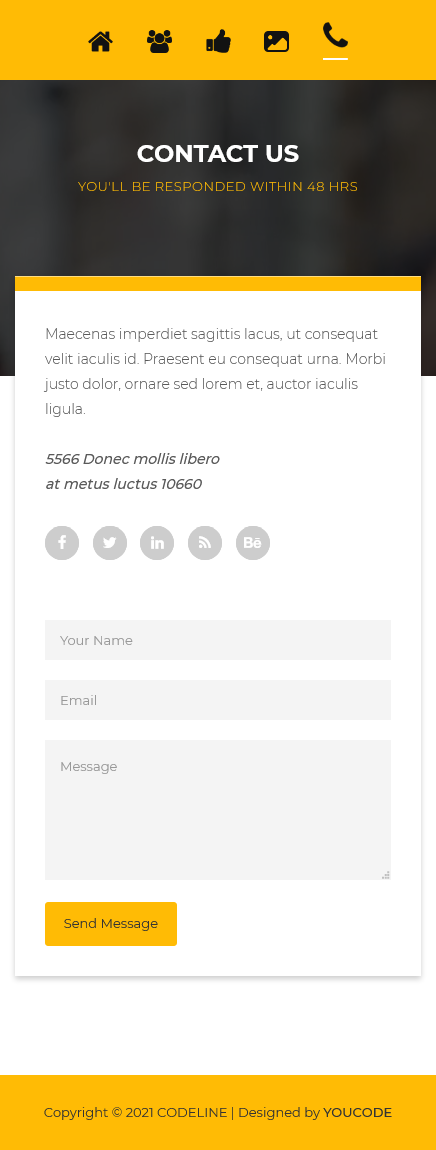 CONTACT US
YOU'LL BE RESPONDED WITHIN 48 HRS
Maecenas imperdiet sagittis lacus, ut consequat
velit iaculis id. Praesent eu consequat urna. Morbi
justo dolor, ornare sed lorem et, auctor iaculis
ligula.
5566 Donec mollis libero
at metus luctus 10660
Bē
Your Name
Email
Message
Send Message
Copyright © 2021 CODELINE | Designed by YOUCODE